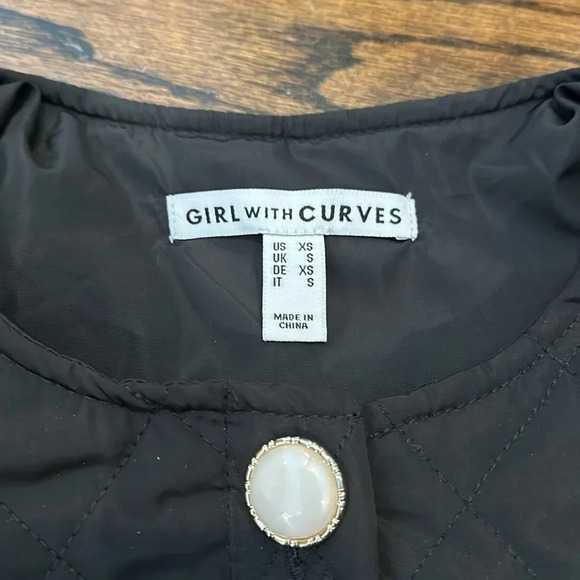 GIRL WITH CURVES
US XS
UK S
DE XS
IT S
MADE IN
CHINA